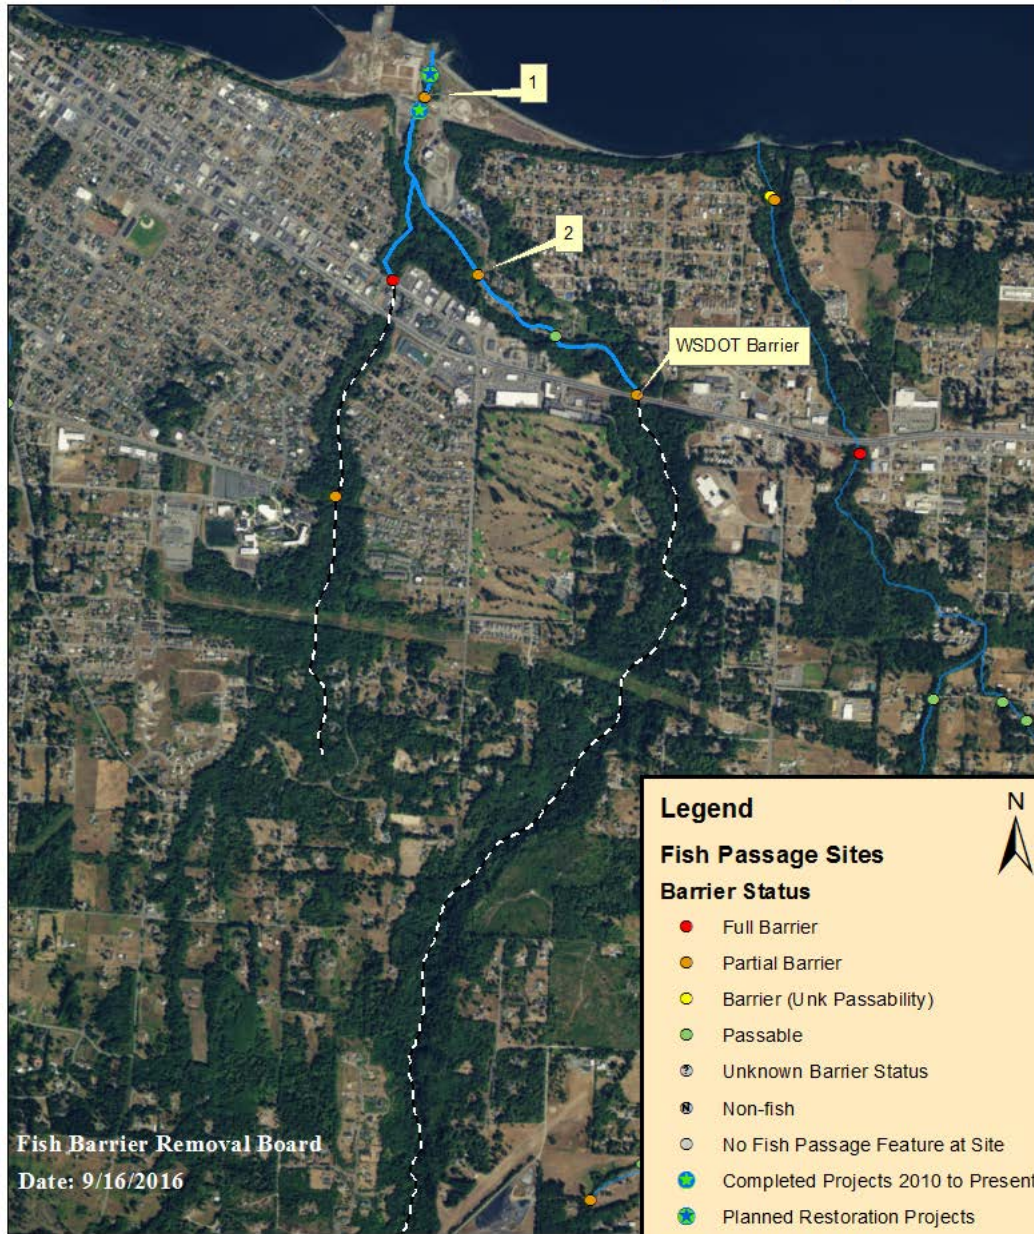 1
2
WSDOT Barrier
Legend
N
Fish Passage Sites
Barrier Status
Full Barrier
Partial Barrier
Barrier (Unk Passability)
Passable
? Unknown Barrier Status
N Non-fish
No Fish Passage Feature at Site
Completed Projects 2010 to Present
Planned Restoration Projects
Fish Barrier Removal Board
Date: 9/16/2016